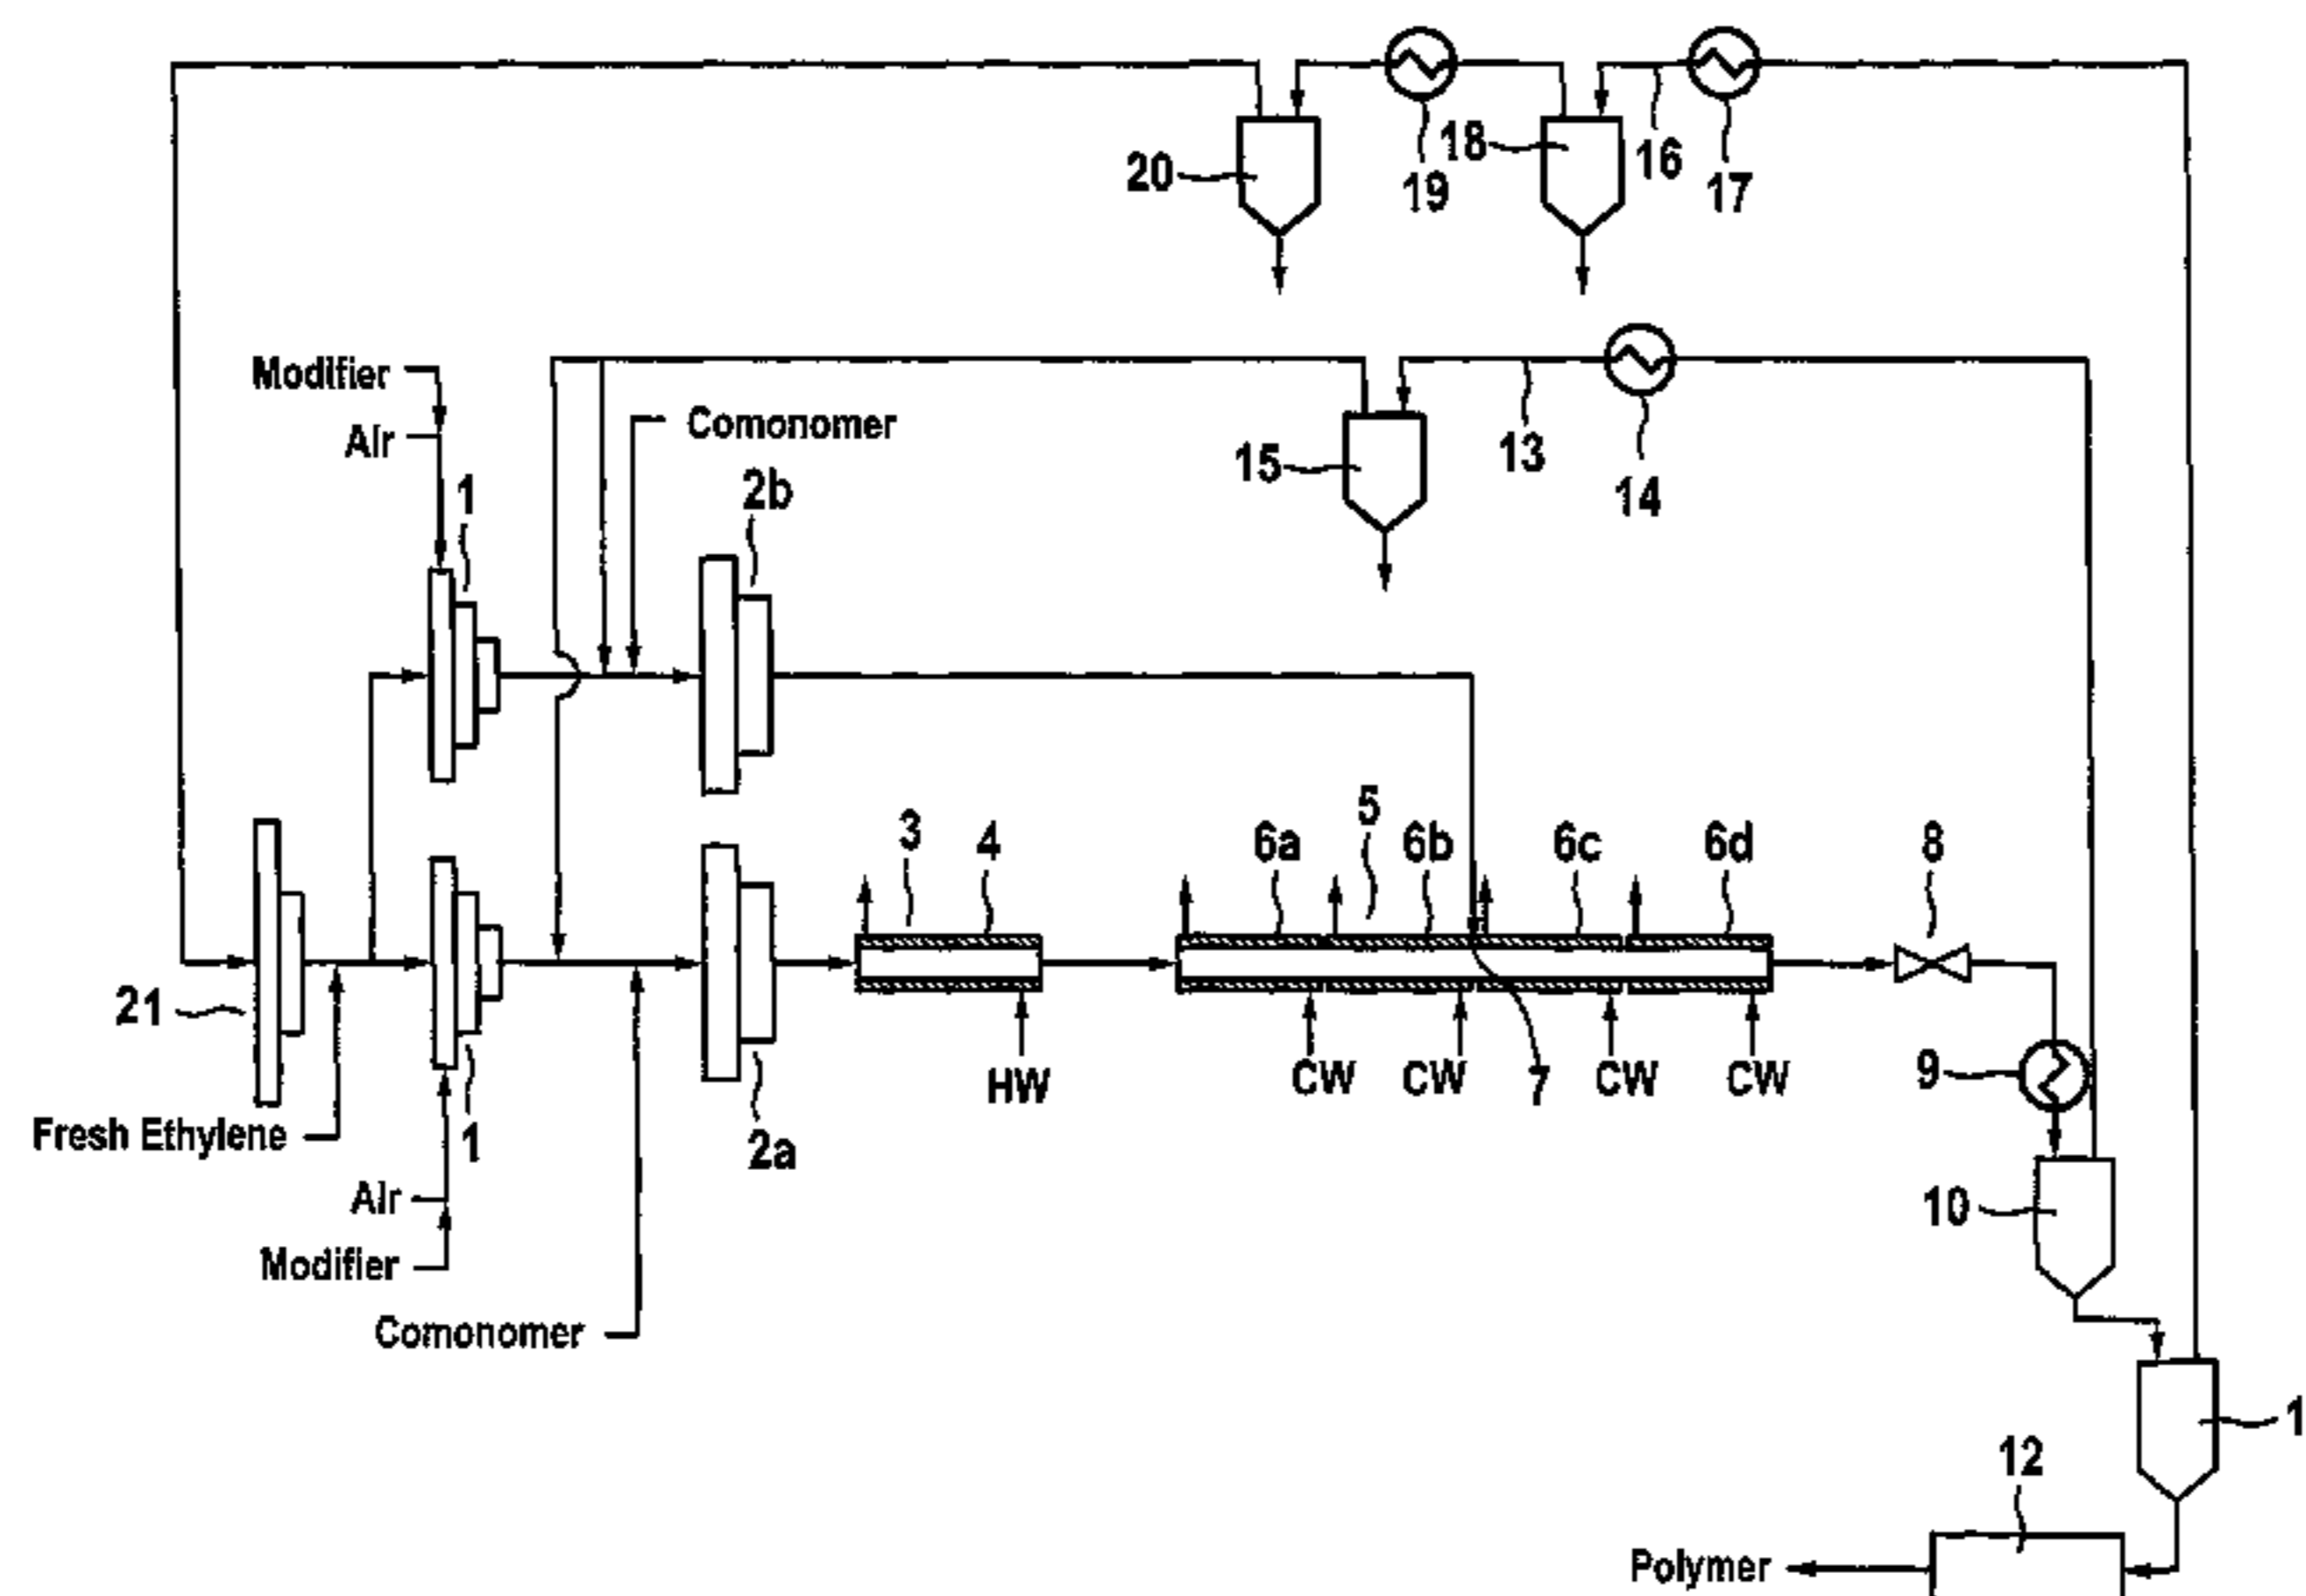 20
19
18
16
17
Modifier
Air
Comonomer
1
2b
15
13
14
21
3
4
6a
5
6b
6c
6d
8
Fresh Ethylene
1
2a
HW
CW
CW
7
CW
CW
9
Air
Modifier
Comonomer
10
1
12
Polymer